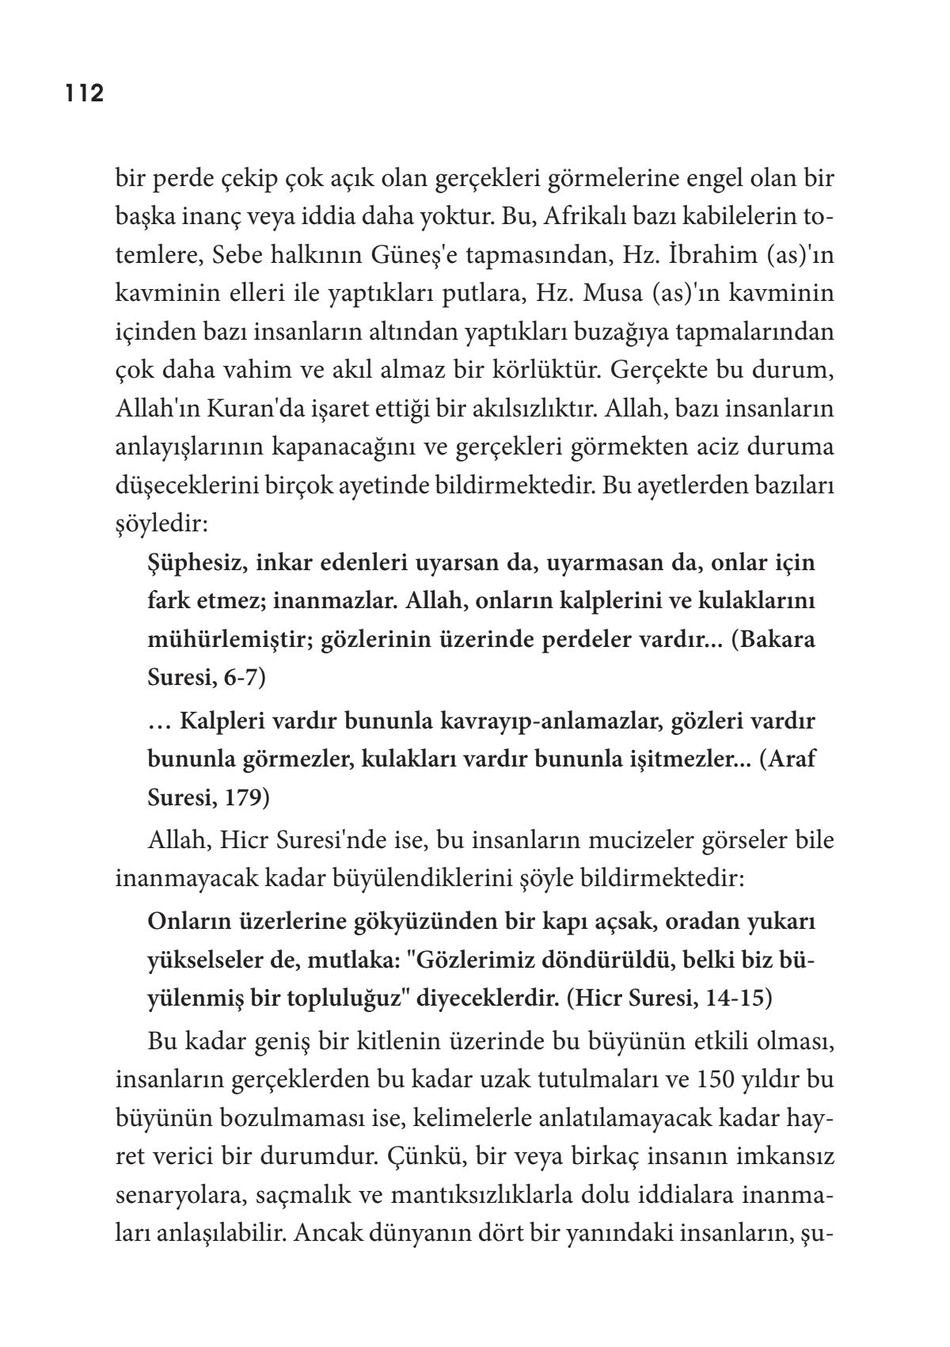 112
bir perde çekip çok açık olan gerçekleri görmelerine engel olan bir
başka inanç veya iddia daha yoktur. Bu, Afrikalı bazı kabilelerin to-
temlere, Sebe halkının Güneş'e tapmasından, Hz. İbrahim (as)'ın
kavminin elleri ile yaptıkları putlara, Hz. Musa (as)'ın kavminin
içinden bazı insanların altından yaptıkları buzağıya tapmalarından
çok daha vahim ve akıl almaz bir körlüktür. Gerçekte bu durum,
Allah'ın Kuran'da işaret ettiği bir akılsızlıktır. Allah, bazı insanların
anlayışlarının kapanacağını ve gerçekleri görmekten aciz duruma
düşeceklerini birçok ayetinde bildirmektedir. Bu ayetlerden bazıları
şöyledir:
Şüphesiz, inkar edenleri uyarsan da, uyarmasan da, onlar için
fark etmez; inanmazlar. Allah, onların kalplerini ve kulaklarını
mühürlemiştir; gözlerinin üzerinde perdeler vardır... (Bakara
Suresi, 6-7)
… Kalpleri vardır bununla kavrayıp-anlamazlar, gözleri vardır
bununla görmezler, kulakları vardır bununla işitmezler... (Araf
Suresi, 179)
Allah, Hicr Suresi'nde ise, bu insanların mucizeler görseler bile
inanmayacak kadar büyülendiklerini şöyle bildirmektedir:
Onların üzerlerine gökyüzünden bir kapı açsak, oradan yukarı
yükselseler de, mutlaka: "Gözlerimiz döndürüldü, belki biz bü-
yülenmiş bir topluluğuz" diyeceklerdir. (Hicr Suresi, 14-15)
Bu kadar geniş bir kitlenin üzerinde bu büyünün etkili olması,
insanların gerçeklerden bu kadar uzak tutulmaları ve 150 yıldır bu
büyünün bozulmaması ise, kelimelerle anlatılamayacak kadar hay-
ret verici bir durumdur. Çünkü, bir veya birkaç insanın imkansız
senaryolara, saçmalık ve mantıksızlıklarla dolu iddialara inanma-
ları anlaşılabilir. Ancak dünyanın dört bir yanındaki insanların, şu-